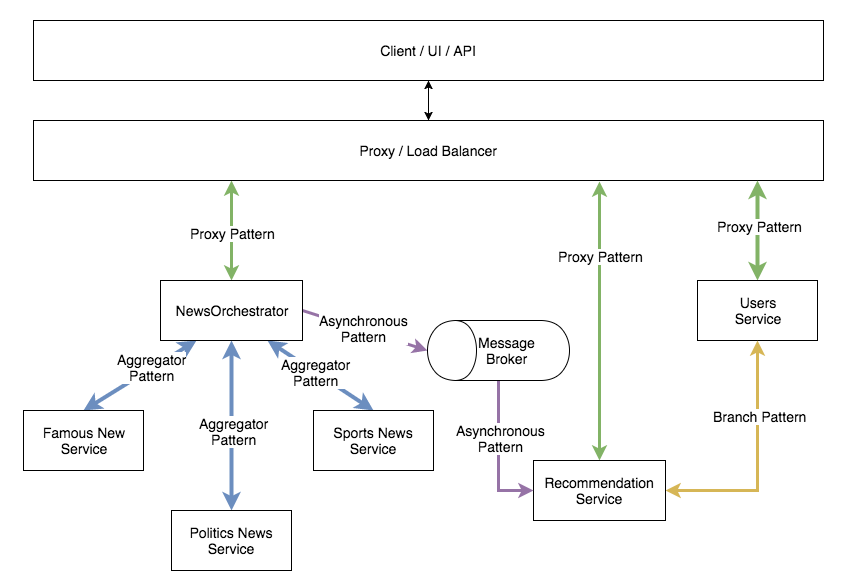 Client / UI / API
Proxy / Load Balancer
Proxy Pattern
Proxy Pattern
Proxy Pattern
NewsOrchestrator
Users
Service
Asynchronous
Pattern
Message
Broker
Aggregator
Pattern
Aggregator
Pattern
Aggregator
Pattern
Branch Pattern
Famous New
Service
Sports News
Service
Asynchronous
Pattern
Recommendation
Service
Politics News
Service